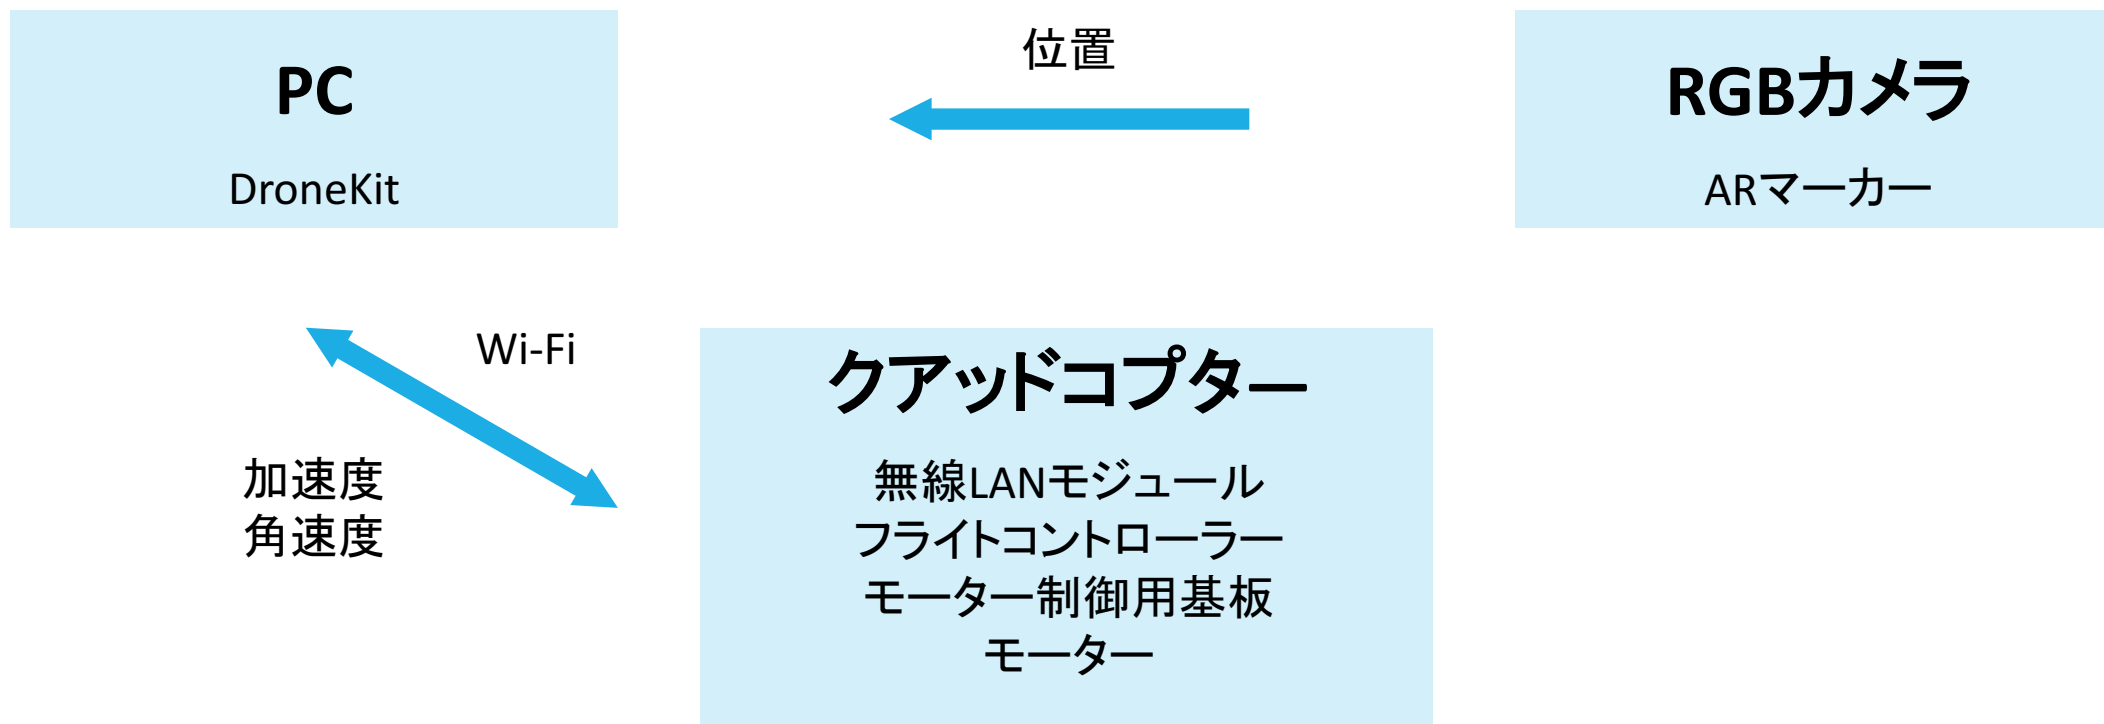 PC
DroneKit
位置
RGBカメラ
ARマーカー
Wi-Fi
加速度
角速度
クアッドコプター
無線LANモジュール
フライトコントローラー
モーター制御用基板
モーター